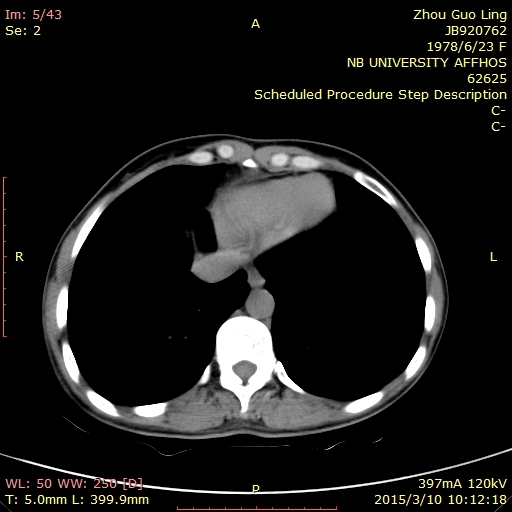 Im: 5/43
Se: 2
A
Zhou Guo Ling
JB920762
1978/6/23 F
NB UNIVERSITY AFFHOS
62625
Scheduled Procedure Step Description
C-
C-
R
L
WL: 50 WW: 250 [D]
T: 5.0mm L: 399.9mm
P
397mA 120kV
2015/3/10 10:12:18